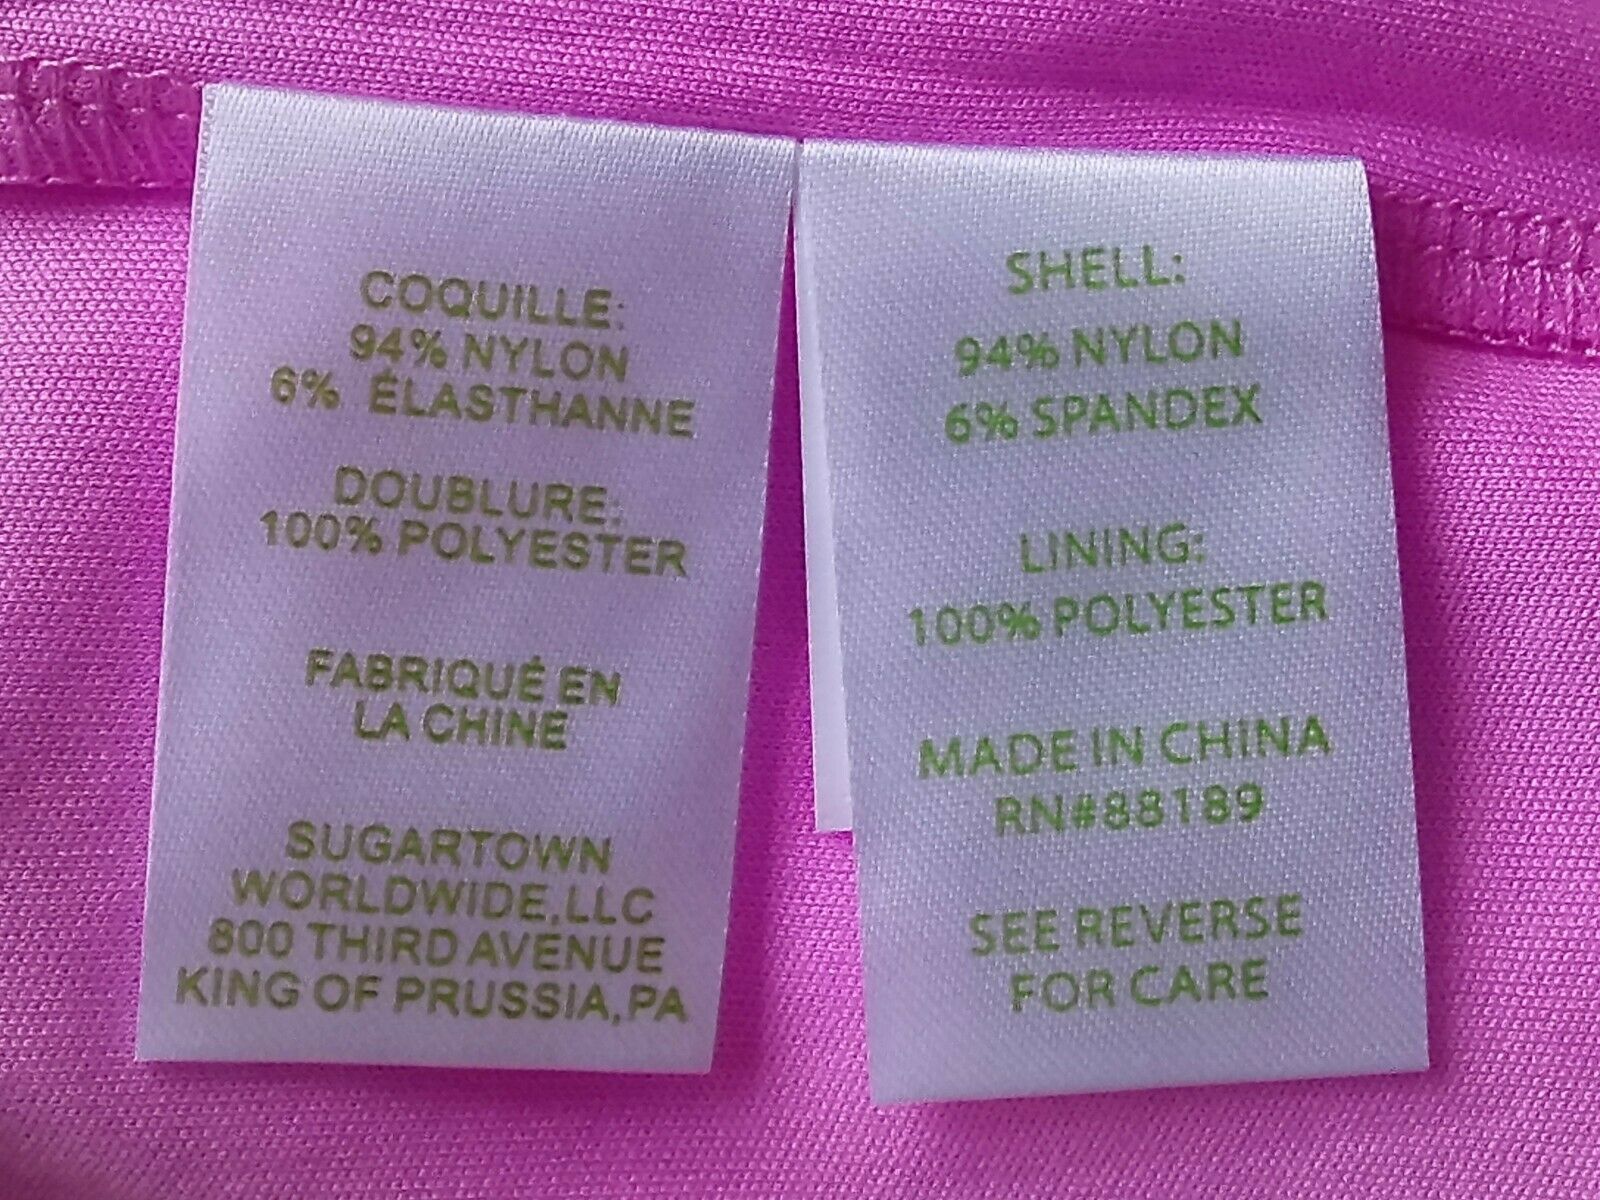 COQUILLE:
94% NYLON
6% ÉLASTHANNE
DOUBLURE:
100% POLYESTER
FABRIQUÉ EN
LA CHINE
SUGARTOWN
WORLDWIDE, LLC
800 THIRD AVENUE
KING OF PRUSSIA, PA
SHELL:
94% NYLON
6% SPANDEX
LINING:
100% POLYESTER
MADE IN CHINA
RN#88189
SEE REVERSE
FOR CARE